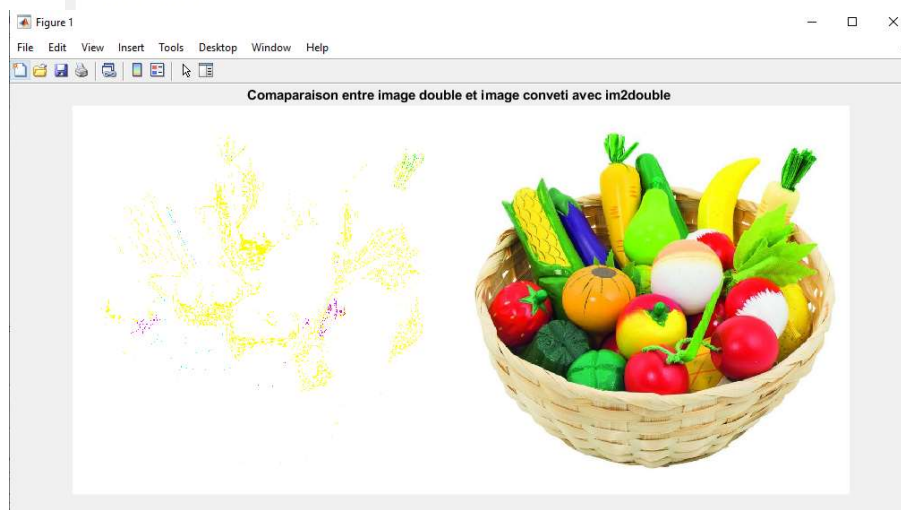 Figure 1
File Edit View Insert Tools Desktop Window Help
Comaparaison entre image double et image conveti avec im2double